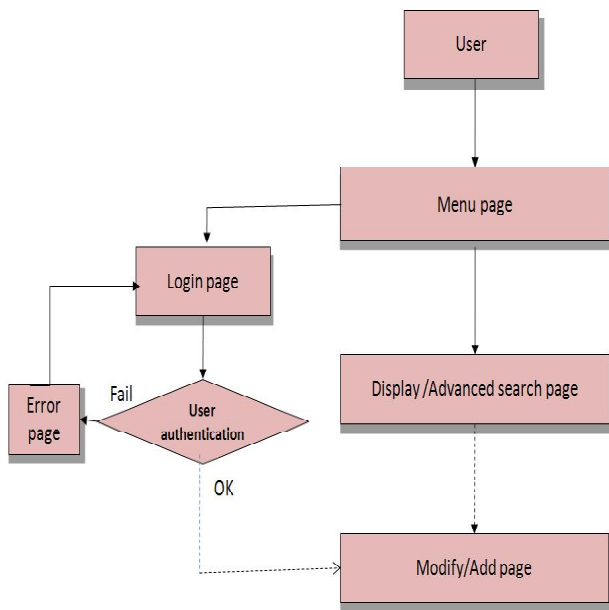 User
Menu page
Login page
Display /Advanced search page
Fail
Error
page
User
authentication
OK
Modify/Add page